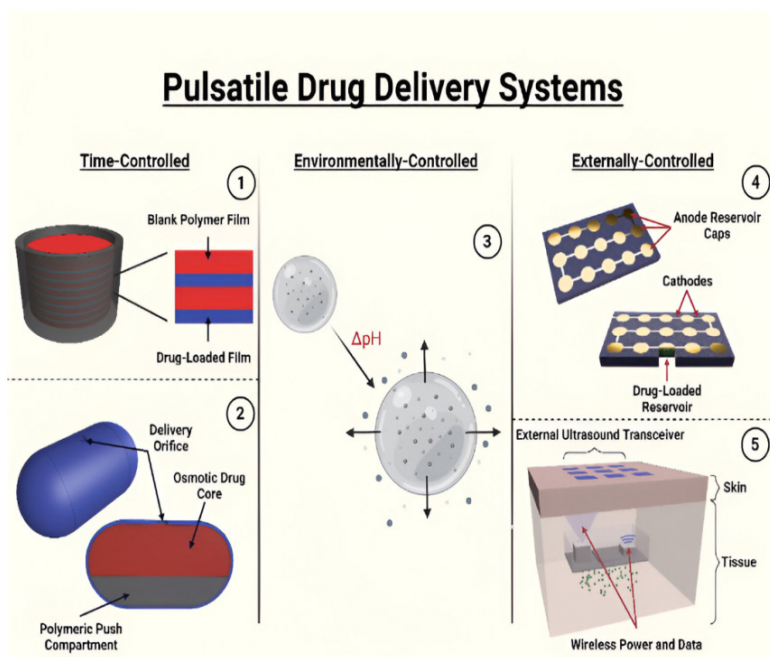 Pulsatile Drug Delivery Systems
Time-Controlled
1
Blank Polymer Film
Drug-Loaded Film
2
Delivery
Orifice
Osmotic Drug
Core
Polymeric Push
Compartment
Environmentally-Controlled
3
ΔpH
Externally-Controlled
4
Anode Reservoir
Caps
Cathodes
Drug-Loaded
Reservoir
5
External Ultrasound Transceiver
Skin
Tissue
Wireless Power and Data